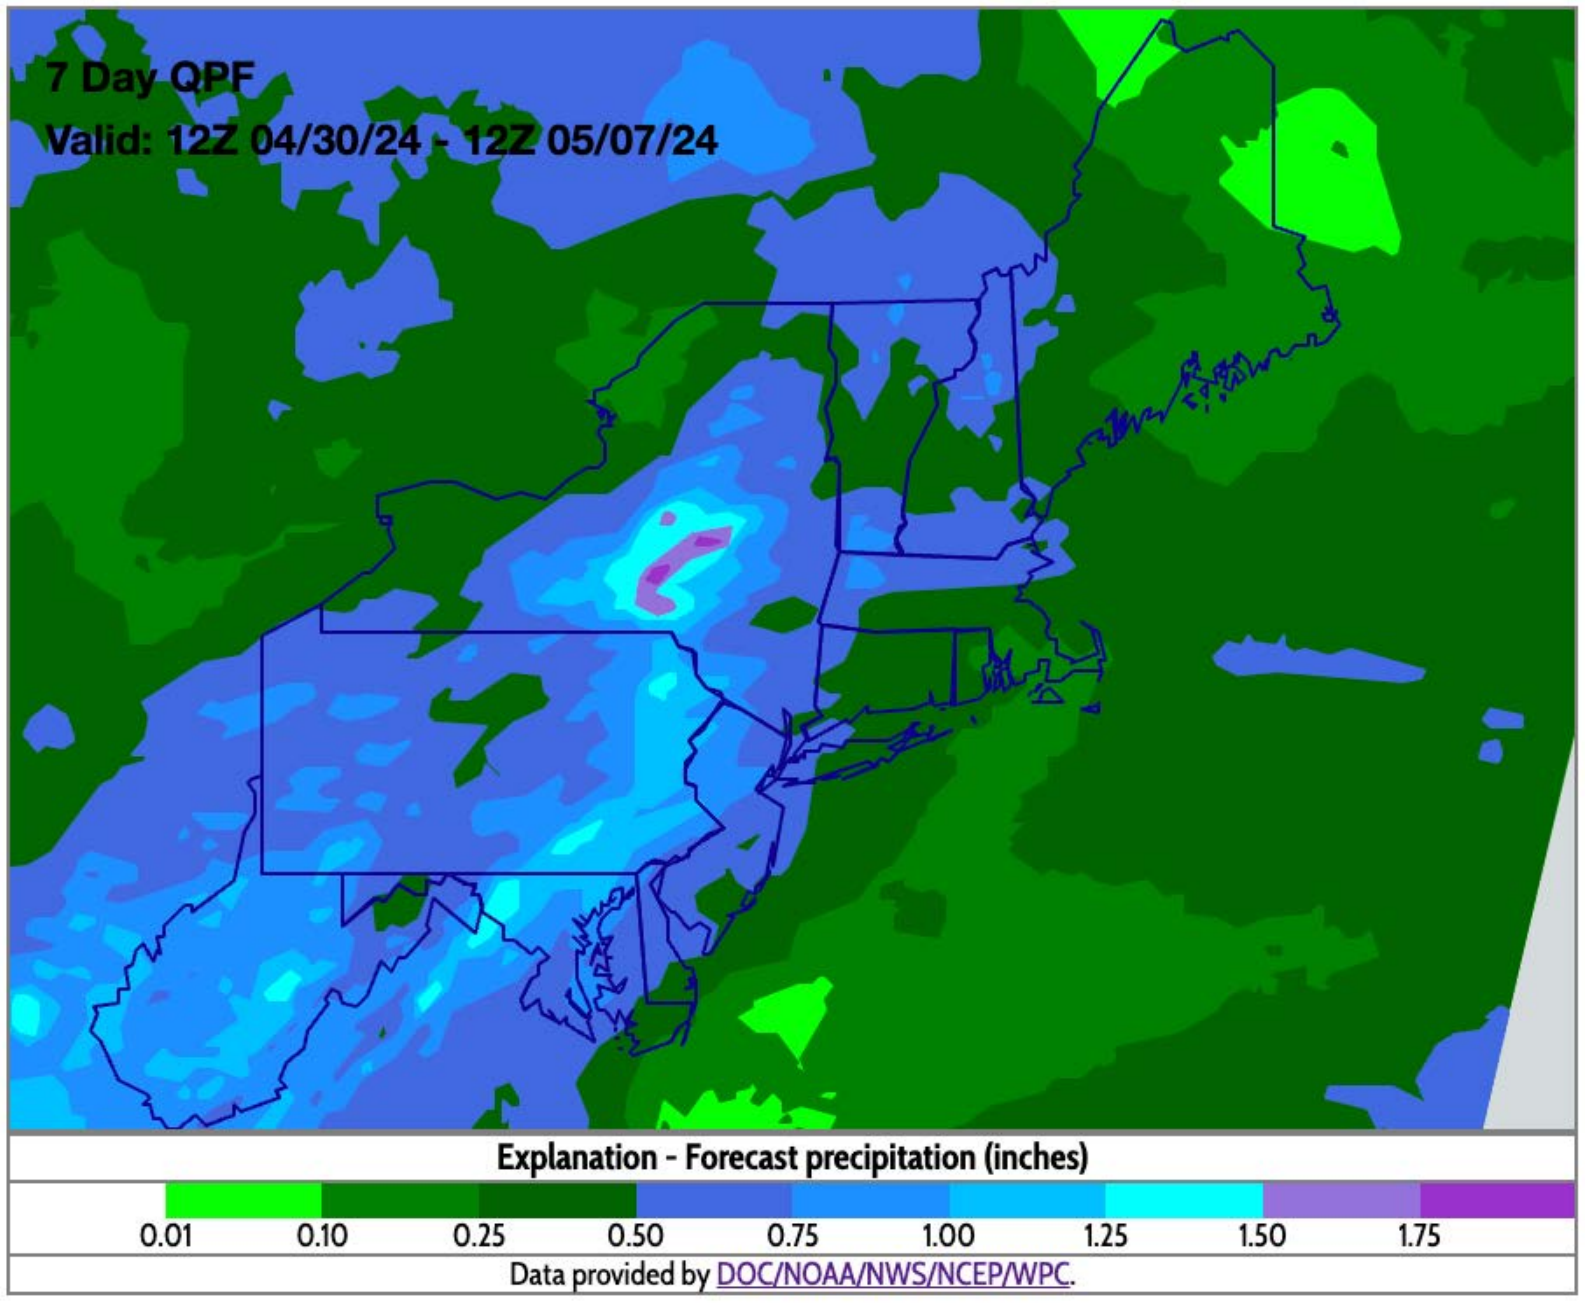 7 Day QPF
Valid: 12Z 04/30/24 - 12Z 05/07/24
Explanation - Forecast precipitation (inches)
0.01 0.10 0.25 0.50 0.75 1.00 1.25 1.50 1.75
Data provided by DOC/NOAA/NWS/NCEP/WPC.